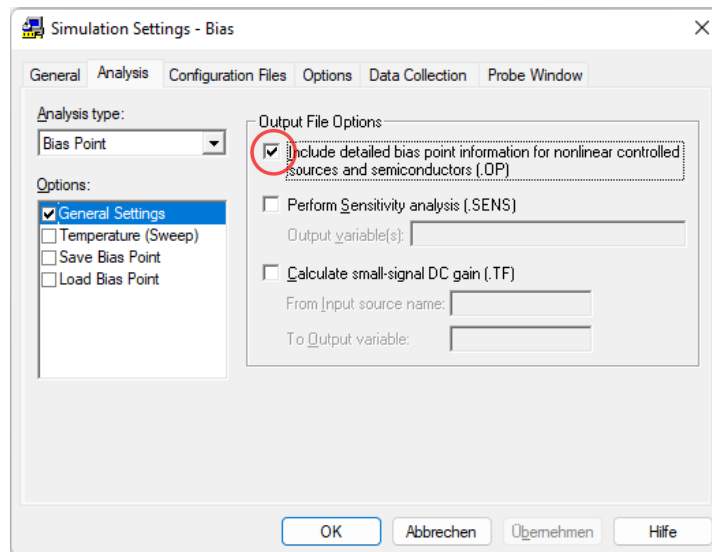 Simulation Settings - Bias
General Analysis Configuration Files Options Data Collection Probe Window
Analysis type:
Bias Point
Options:
General Settings
Temperature (Sweep)
Save Bias Point
Load Bias Point
Output File Options
Include detailed bias point information for nonlinear controlled
sources and semiconductors (.OP)
Perform Sensitivity analysis (.SENS)
Output variable(s):
Calculate small-signal DC gain (.TF)
From Input source name:
To Output variable:
OK Abbrechen Übernehmen Hilfe